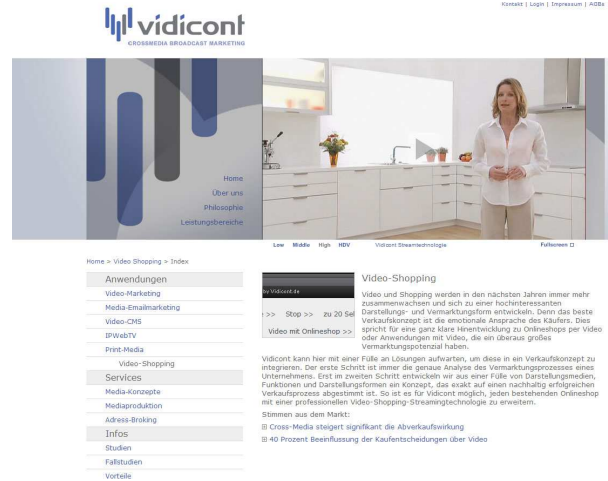 Kontakt | Login | Impressum | AGBs
vidicont
CROSSMEDIA BROADCAST MARKETING
Home
Über uns
Philosophie
Leistungsbereiche
Low Middle High HDV Vidicont Streamtechnologie Fullscreen
Home > Video Shopping > Index
Anwendungen
Video-Marketing
Media-Emailmarketing
Video-CMS
IPWebTV
Print-Media
Video-Shopping
Services
Media-Konzepte
Mediaproduktion
Adress-Broking
Infos
Studien
Fallstudien
Vorteile
by Vidicont.de
>> Stop >> zu 20 Sel
Video mit Onlineshop >>
Video-Shopping
Video und Shopping werden in den nächsten Jahren immer mehr
zusammenwachsen und sich zu einer hochinteressanten
Darstellungs- und Vermarktungsform entwickeln. Denn das beste
Verkaufskonzept ist die emotionale Ansprache des Käufers. Dies
spricht für eine ganz klare Hinentwicklung zu Onlineshops per Video
oder Anwendungen mit Video, die ein überaus großes
Vermarktungspotenzial haben.
Vidicont kann hier mit einer Fülle an Lösungen aufwarten, um diese in ein Verkaufskonzept zu
integrieren. Der erste Schritt ist immer die genaue Analyse des Vermarktungsprozesses eines
Unternehmens. Erst im zweiten Schritt entwickeln wir aus einer Fülle von Darstellungsmedien,
Funktionen und Darstellungsformen ein Konzept, das exakt auf einen nachhaltig erfolgreichen
Verkaufsprozess abgestimmt ist. So ist es für Vidicont möglich, jeden bestehenden Onlineshop
mit einer professionellen Video-Shopping-Streamingtechnologie zu erweitern.
Stimmen aus dem Markt:
Cross-Media steigert signifikant die Abverkaufswirkung
40 Prozent Beeinflussung der Kaufentscheidungen über Video